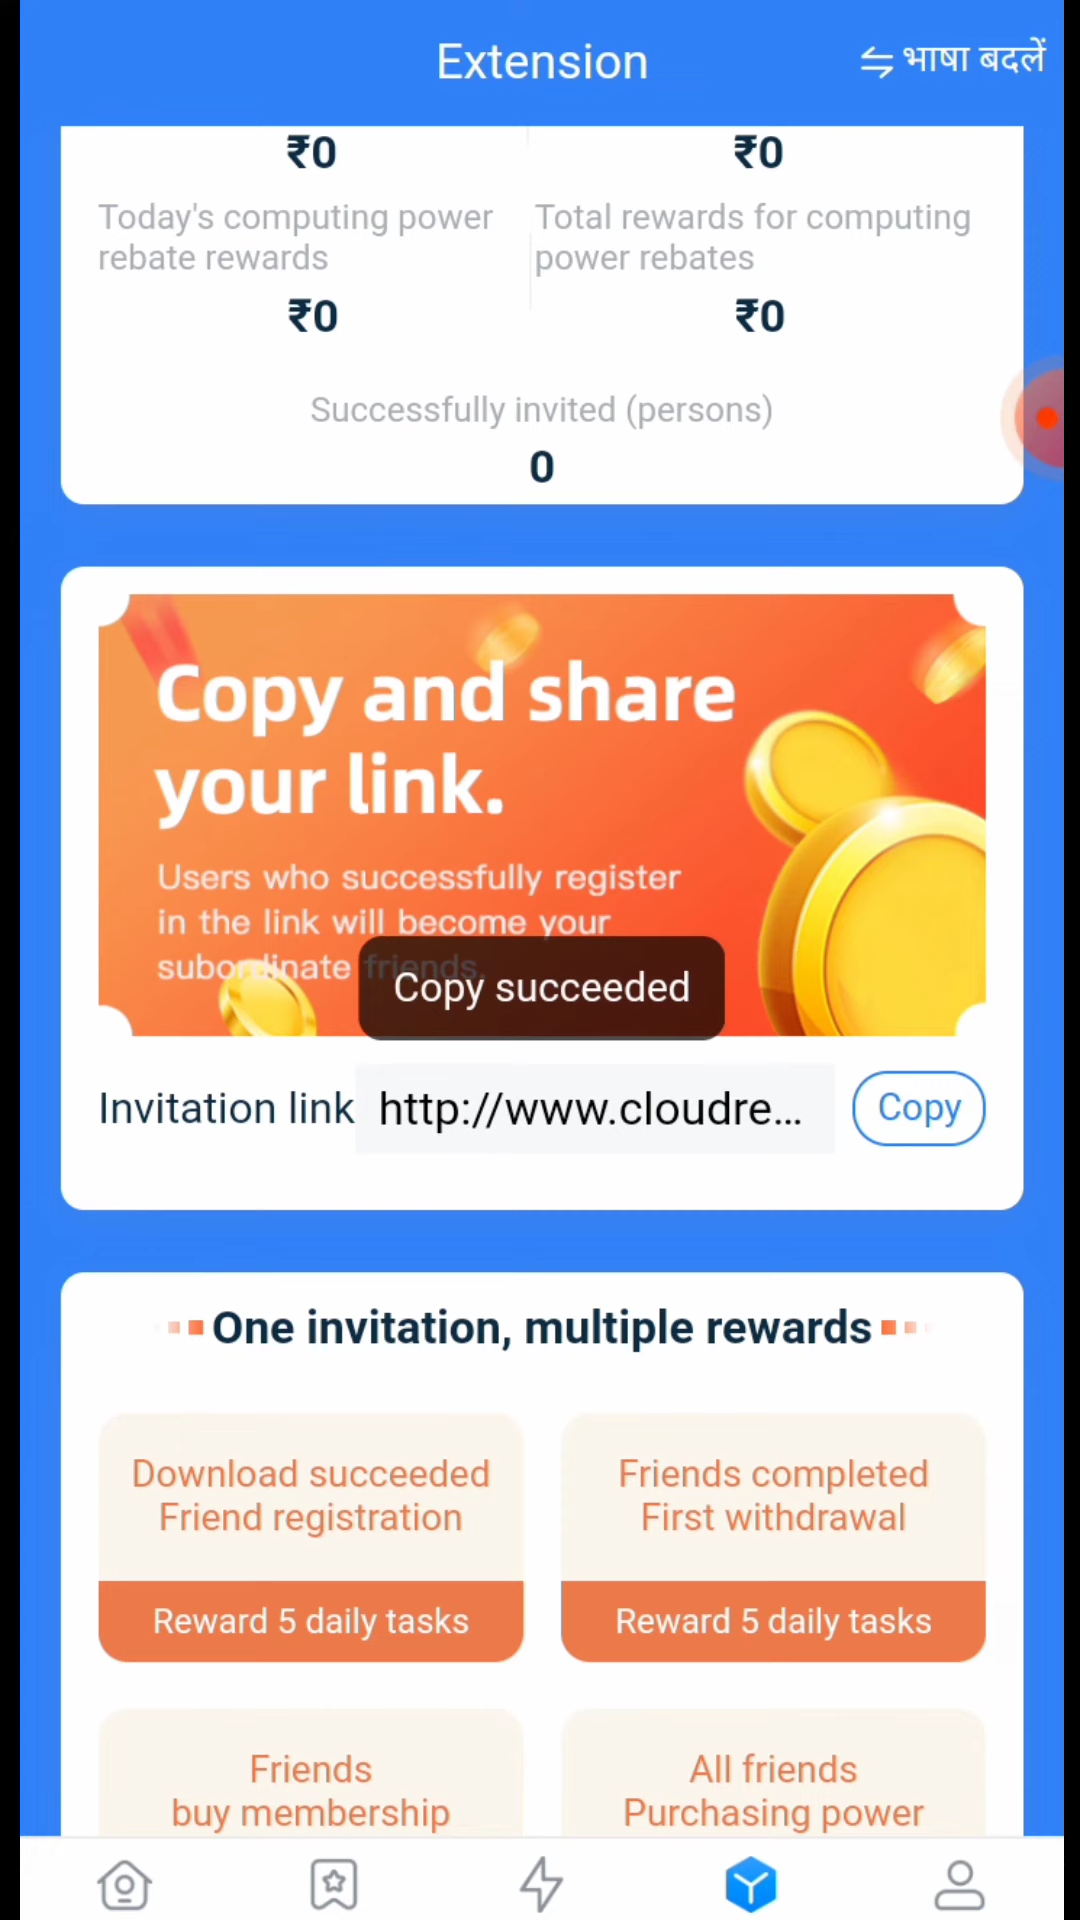 Extension
भाषा बदलें
₹0
₹0
Today's computing power
rebate rewards
Total rewards for computing
power rebates
₹0
₹0
Successfully invited (persons)
0
Copy and share
your link.
Users who successfully register
in the link will become your
subordinate friends.
Copy succeeded
Invitation link
http://www.cloudre...
Copy
One invitation, multiple rewards
Download succeeded
Friend registration
Reward 5 daily tasks
Friends completed
First withdrawal
Reward 5 daily tasks
Friends
buy membership
All friends
Purchasing power